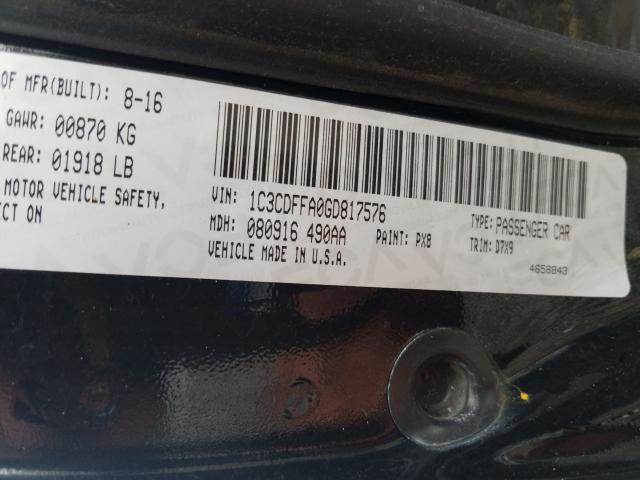 OF MFR(BUILT): 8-16
GAWR: 00870 KG
REAR: 01918 LB
MOTOR VEHICLE SAFETY,
ECT ON
VIN: 1C3CDFFA0GD817576
MDH: 080916 490AA PAINT: PX8
TYPE: PASSENGER CAR
VEHICLE MADE IN U.S.A.
TRIM: D7X9
4658843